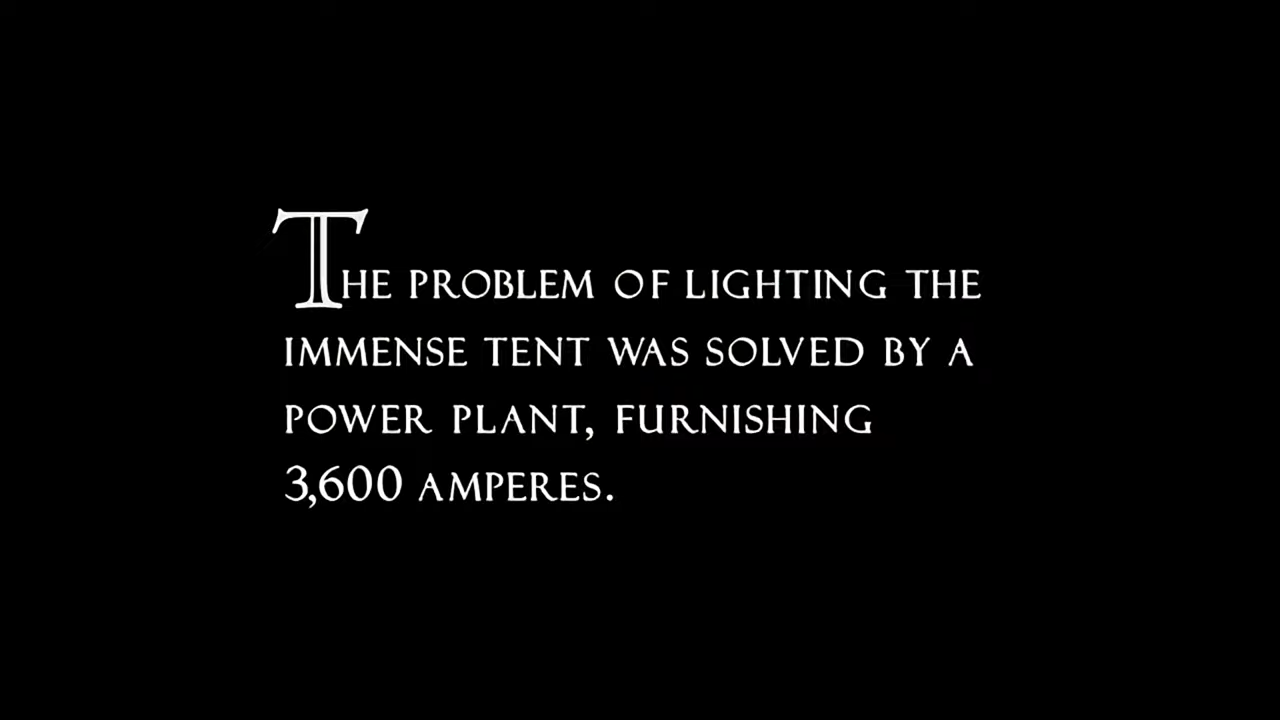 The problem of lighting the
immense tent was solved by a
power plant, furnishing
3,600 amperes.